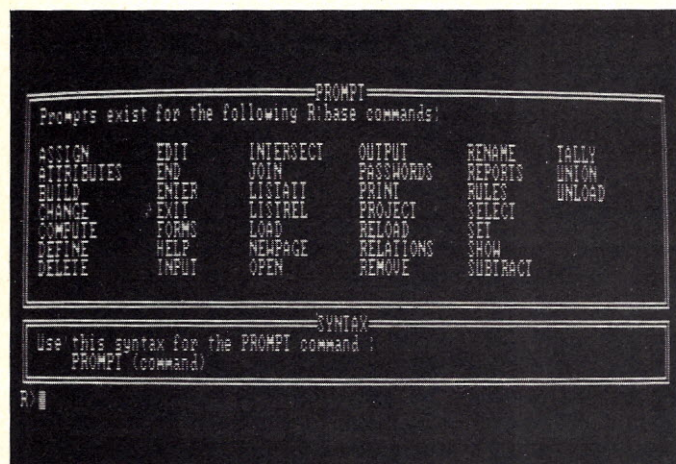 PROMPT
Prompts exist for the following R:base commands:
ASSIGN EDIT INTERSECT OUTPUT RENAME TALLY
ATTRIBUTES END JOIN PASSWORDS REPORTS UNION
BUILD ENTER LISTATT PRINT RULES UNLOAD
CHANGE EXIT LISTREL PROJECT SELECT
COMPUTE FORMS LOAD RELOAD SET
DEFINE HELP NEWPAGE RELATIONS SHOW
DELETE INPUT OPEN REMOVE SUBTRACT
SYNTAX
Use this syntax for the PROMPT command :
PROMPT (command)
R>